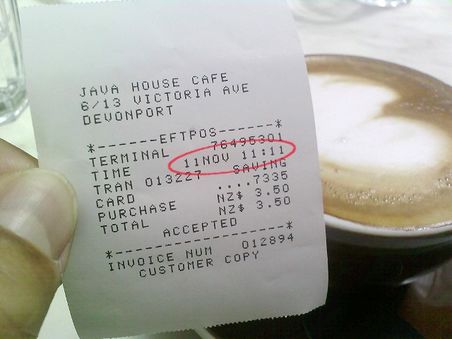 JAVA HOUSE CAFE
6/13 VICTORIA AVE
DEVONPORT
*------EFTPOS------*
TERMINAL 76495301
TIME 11NOV 11:11
TRAN 013227 SAVING
CARD ....7335
PURCHASE NZ$ 3.50
TOTAL NZ$ 3.50
ACCEPTED
*------------------*
INVOICE NUM 012894
CUSTOMER COPY